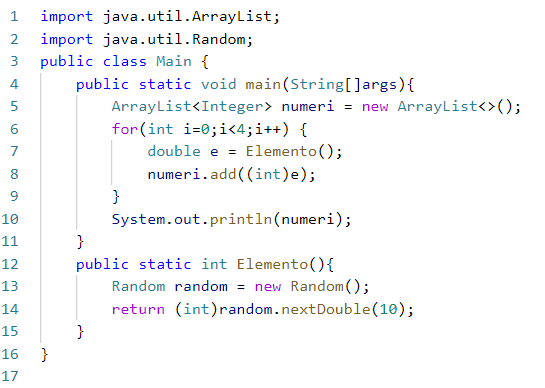 1 import java.util.ArrayList;
2 import java.util.Random;
3 public class Main {
4     public static void main(String[]args){
5         ArrayList<Integer> numeri = new ArrayList<>();
6         for(int i=0;i<4;i++) {
7             double e = Elemento();
8             numeri.add((int)e);
9         }
10         System.out.println(numeri);
11     }
12     public static int Elemento(){
13         Random random = new Random();
14         return (int)random.nextDouble(10);
15     }
16 }
17